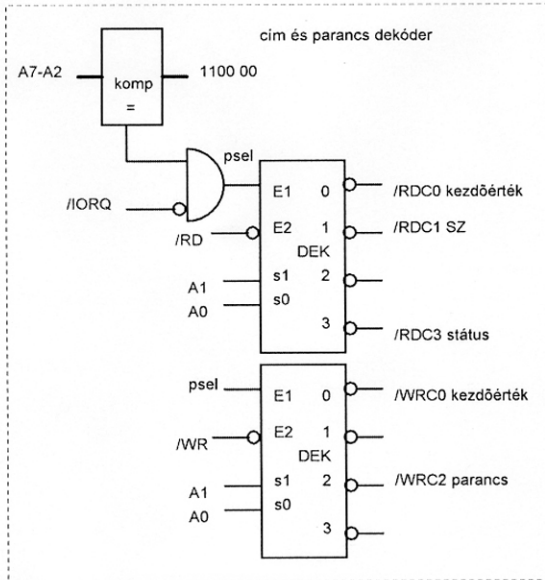 cím és parancs dekóder
A7-A2
komp
=
1100 00
psel
/IORQ
E1
0
/RDC0 kezdõérték
/RD
E2
1
/RDC1 SZ
DEK
A1
s1
2
A0
s0
3
/RDC3 státus
psel
E1
0
/WRC0 kezdõérték
/WR
E2
1
DEK
A1
s1
2
/WRC2 parancs
A0
s0
3